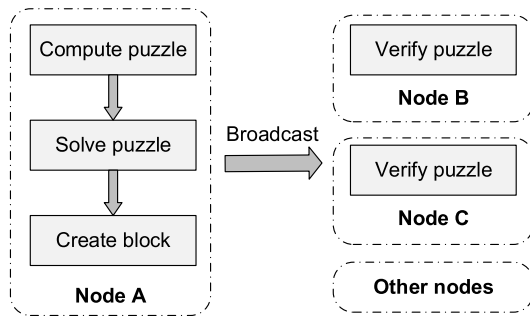 Compute puzzle
Solve puzzle
Create block
Node A
Broadcast
Verify puzzle
Node B
Verify puzzle
Node C
Other nodes